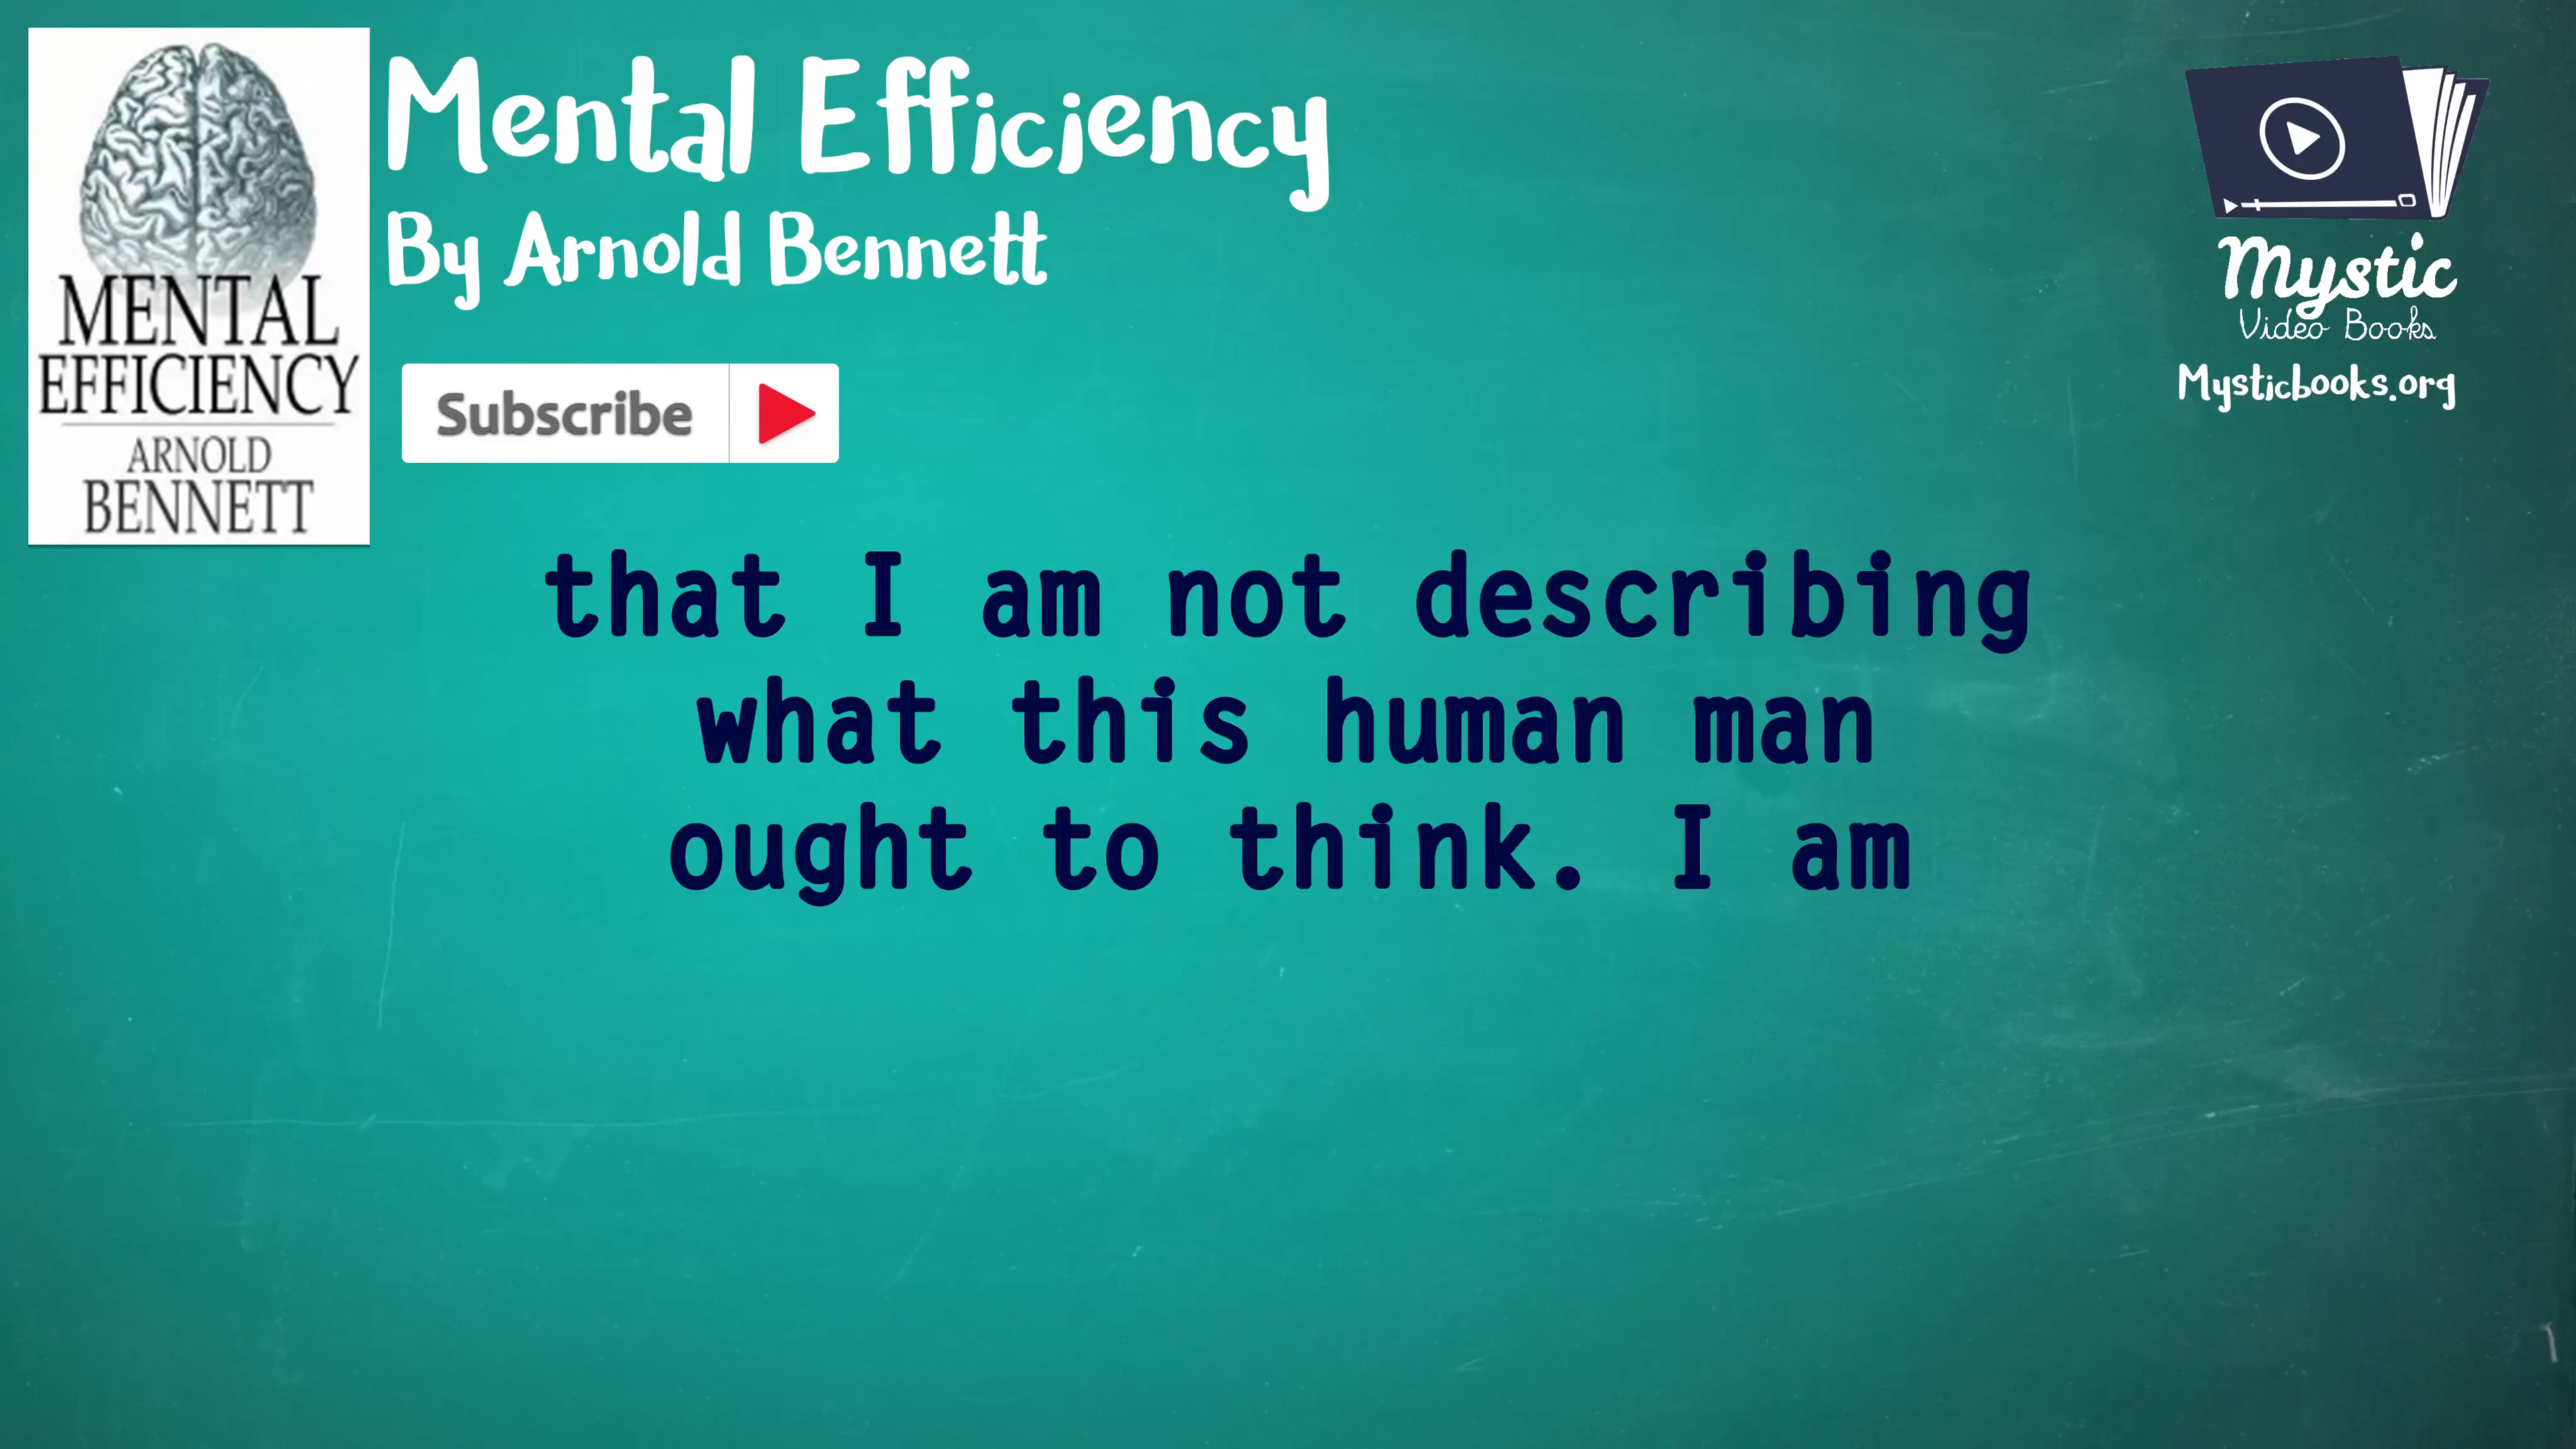 MENTAL
EFFICIENCY
ARNOLD
BENNETT
Mental Efficiency
By Arnold Bennett
Subscribe
Mystic
Video Books
Mysticbooks.org
that I am not describing
what this human man
ought to think. I am